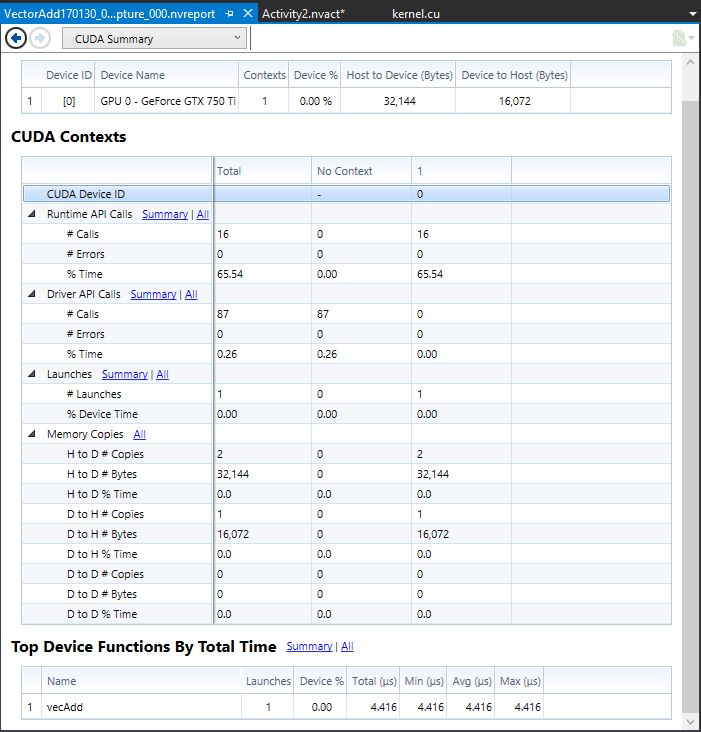 VectorAdd170130_0...pture_000.nvreport Activity2.nvact* kernel.cu
CUDA Summary
Device ID Device Name Contexts Device % Host to Device (Bytes) Device to Host (Bytes)
1 [0] GPU 0 - GeForce GTX 750 Ti 1 0.00 % 32,144 16,072
CUDA Contexts
Total No Context 1
CUDA Device ID - 0
Runtime API Calls Summary | All
# Calls 16 0 16
# Errors 0 0 0
% Time 65.54 0.00 65.54
Driver API Calls Summary | All
# Calls 87 87 0
# Errors 0 0 0
% Time 0.26 0.26 0.00
Launches Summary | All
# Launches 1 0 1
% Device Time 0.00 0.00 0.00
Memory Copies All
H to D # Copies 2 0 2
H to D # Bytes 32,144 0 32,144
H to D % Time 0.0 0.0 0.0
D to H # Copies 1 0 1
D to H # Bytes 16,072 0 16,072
D to H % Time 0.0 0.0 0.0
D to D # Copies 0 0 0
D to D # Bytes 0 0 0
D to D % Time 0.0 0.0 0.0
Top Device Functions By Total Time Summary | All
Name Launches Device % Total (µs) Min (µs) Avg (µs) Max (µs)
1 vecAdd 1 0.00 4.416 4.416 4.416 4.416